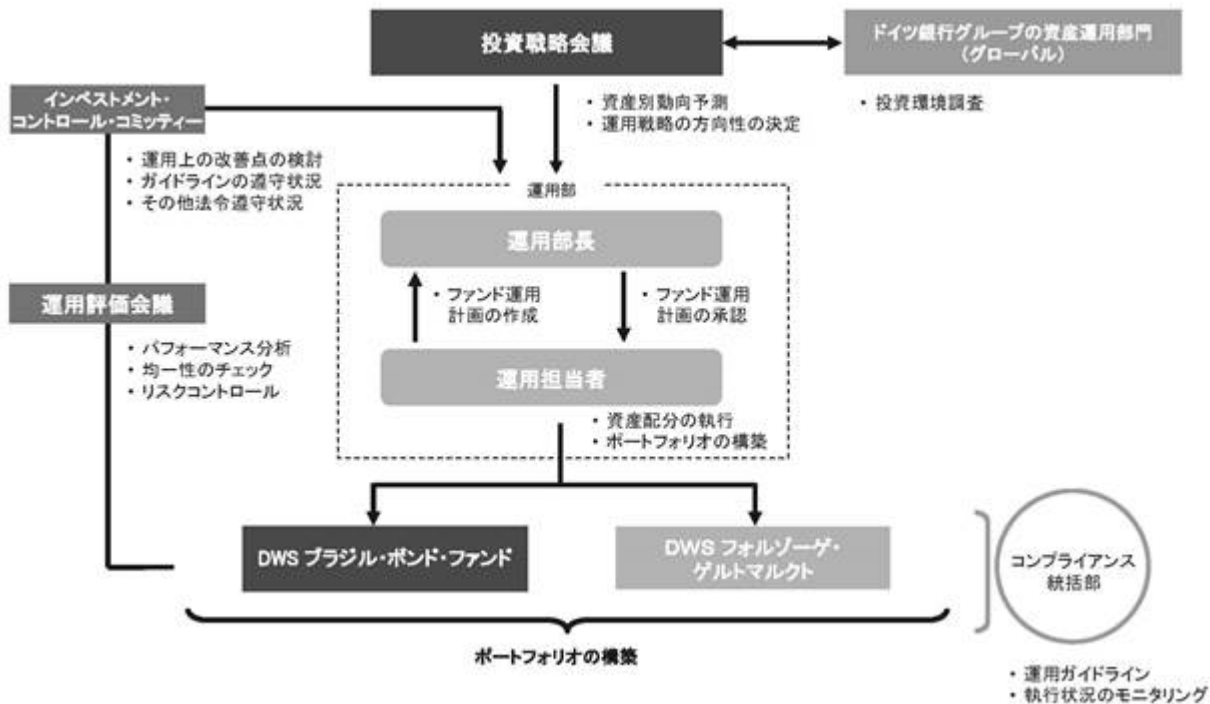 投資戦略会議
ドイツ銀行グループの資産運用部門
(グローバル)
・投資環境調査
・資産別動向予測
・運用戦略の方向性の決定
インベストメント・
コントロール・コミッティー
・運用上の改善点の検討
・ガイドラインの遵守状況
・その他法令遵守状況
運用部
運用部長
・ファンド運用
計画の作成
・ファンド運用
計画の承認
運用評価会議
・パフォーマンス分析
・均一性のチェック
・リスクコントロール
運用担当者
・資産配分の執行
・ポートフォリオの構築
DWS ブラジル・ボンド・ファンド
DWS フォルゾーゲ・
ゲルトマルクト
コンプライアンス
統括部
ポートフォリオの構築
・運用ガイドライン
・執行状況のモニタリング